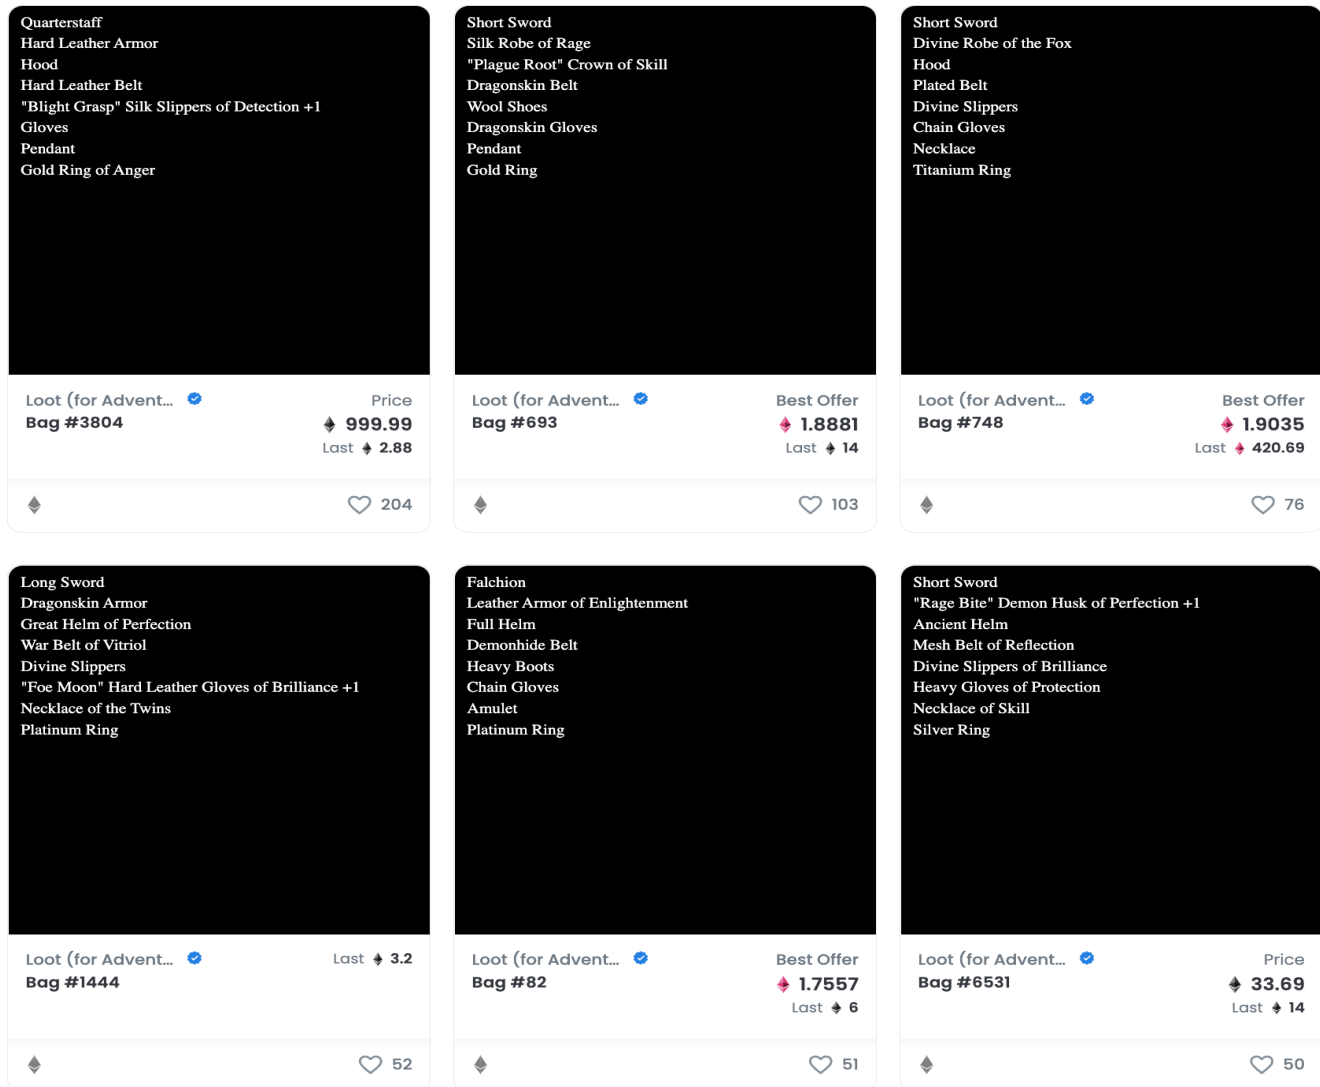 Quarterstaff
Hard Leather Armor
Hood
Hard Leather Belt
"Blight Grasp" Silk Slippers of Detection +1
Gloves
Pendant
Gold Ring of Anger
Loot (for Advent...
Price
Bag #3804
999.99
Last 2.88
204
Short Sword
Silk Robe of Rage
"Plague Root" Crown of Skill
Dragonskin Belt
Wool Shoes
Dragonskin Gloves
Pendant
Gold Ring
Loot (for Advent...
Best Offer
Bag #693
1.8881
Last 14
103
Short Sword
Divine Robe of the Fox
Hood
Plated Belt
Divine Slippers
Chain Gloves
Necklace
Titanium Ring
Loot (for Advent...
Best Offer
Bag #748
1.9035
Last 420.69
76
Long Sword
Dragonskin Armor
Great Helm of Perfection
War Belt of Vitriol
Divine Slippers
"Foe Moon" Hard Leather Gloves of Brilliance +1
Necklace of the Twins
Platinum Ring
Loot (for Advent...
Last 3.2
Bag #1444
52
Falchion
Leather Armor of Enlightenment
Full Helm
Demonhide Belt
Heavy Boots
Chain Gloves
Amulet
Platinum Ring
Loot (for Advent...
Best Offer
Bag #82
1.7557
Last 6
51
Short Sword
"Rage Bite" Demon Husk of Perfection +1
Ancient Helm
Mesh Belt of Reflection
Divine Slippers of Brilliance
Heavy Gloves of Protection
Necklace of Skill
Silver Ring
Loot (for Advent...
Price
Bag #6531
33.69
Last 14
50